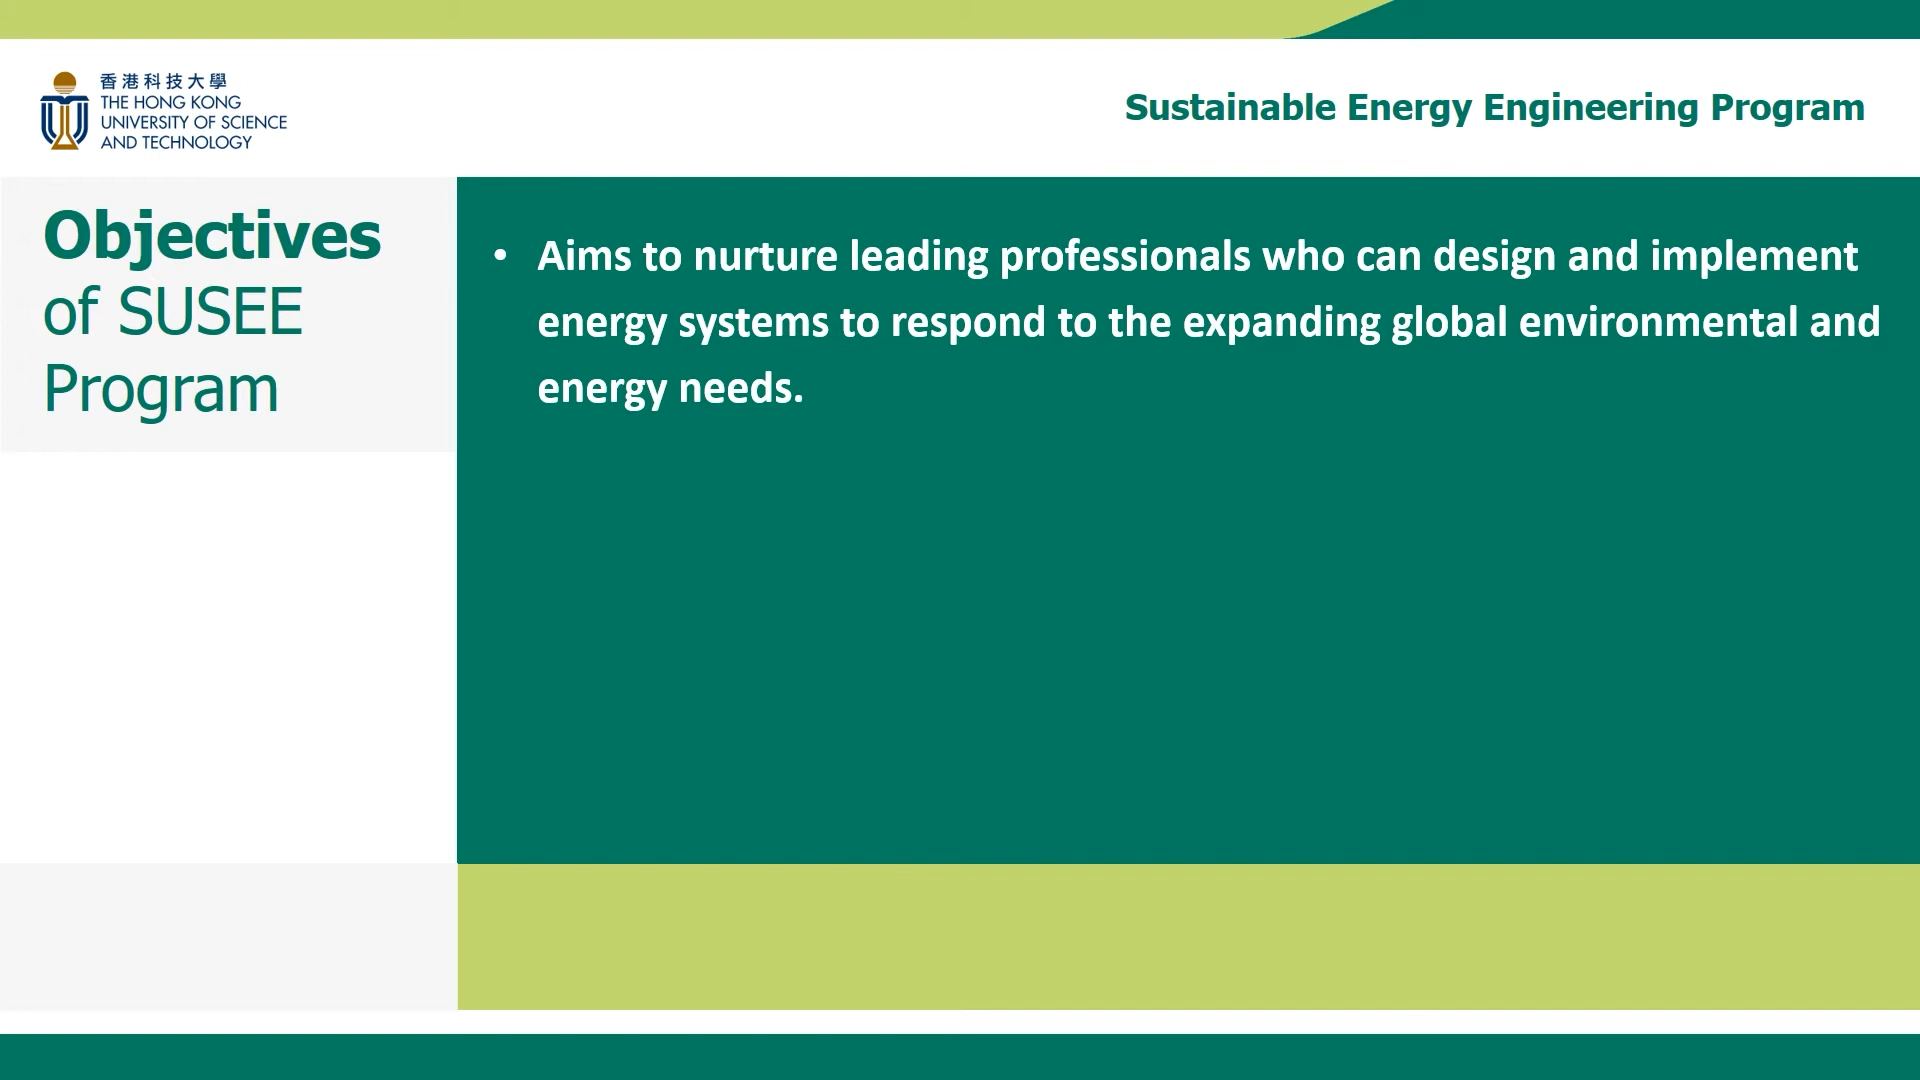 香港科技大學
THE HONG KONG
UNIVERSITY OF SCIENCE
AND TECHNOLOGY
Sustainable Energy Engineering Program
Objectives
of SUSEE
Program
• Aims to nurture leading professionals who can design and implement
energy systems to respond to the expanding global environmental and
energy needs.